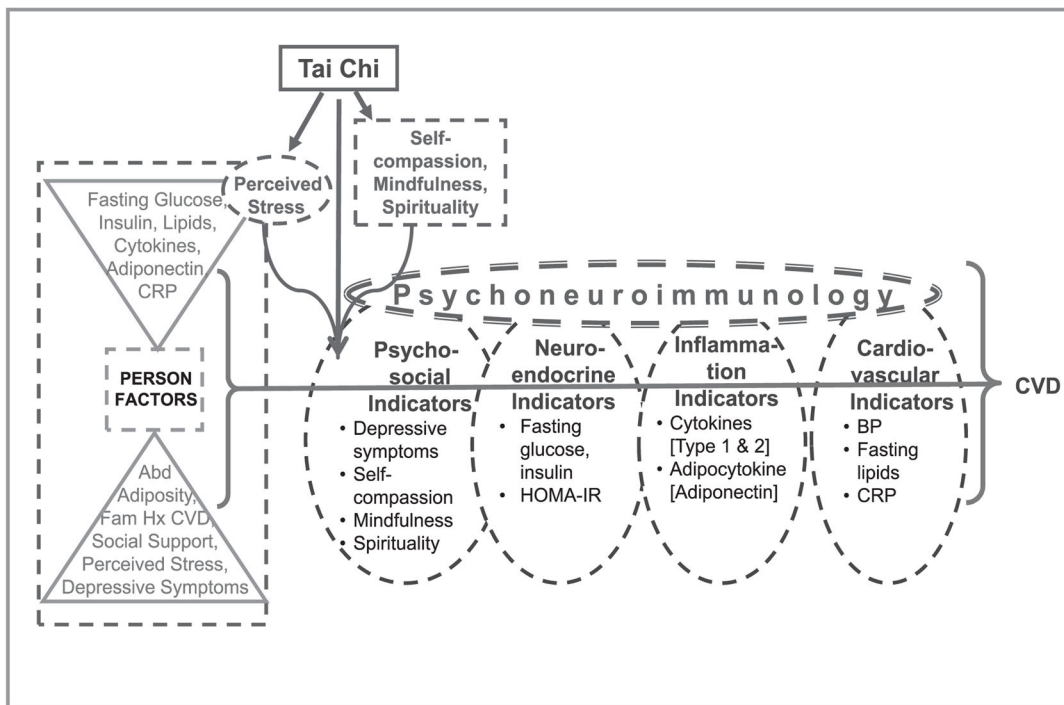 Tai Chi
Perceived
Stress
Self-
compassion,
Mindfulness,
Spirituality
Fasting Glucose,
Insulin, Lipids,
Cytokines,
Adiponectin,
CRP
PERSON
FACTORS
Abd
Adiposity,
Fam Hx CVD,
Social Support,
Perceived Stress,
Depressive Symptoms
Psychoneuroimmunology
Psycho-
social
Indicators
• Depressive
symptoms
• Self-
compassion
• Mindfulness
• Spirituality
Neuro-
endocrine
Indicators
• Fasting
glucose,
insulin
• HOMA-IR
Inflamma-
tion
Indicators
• Cytokines
[Type 1 & 2]
• Adipocytokine
[Adiponectin]
Cardio-
vascular
Indicators
• BP
• Fasting
lipids
• CRP
CVD